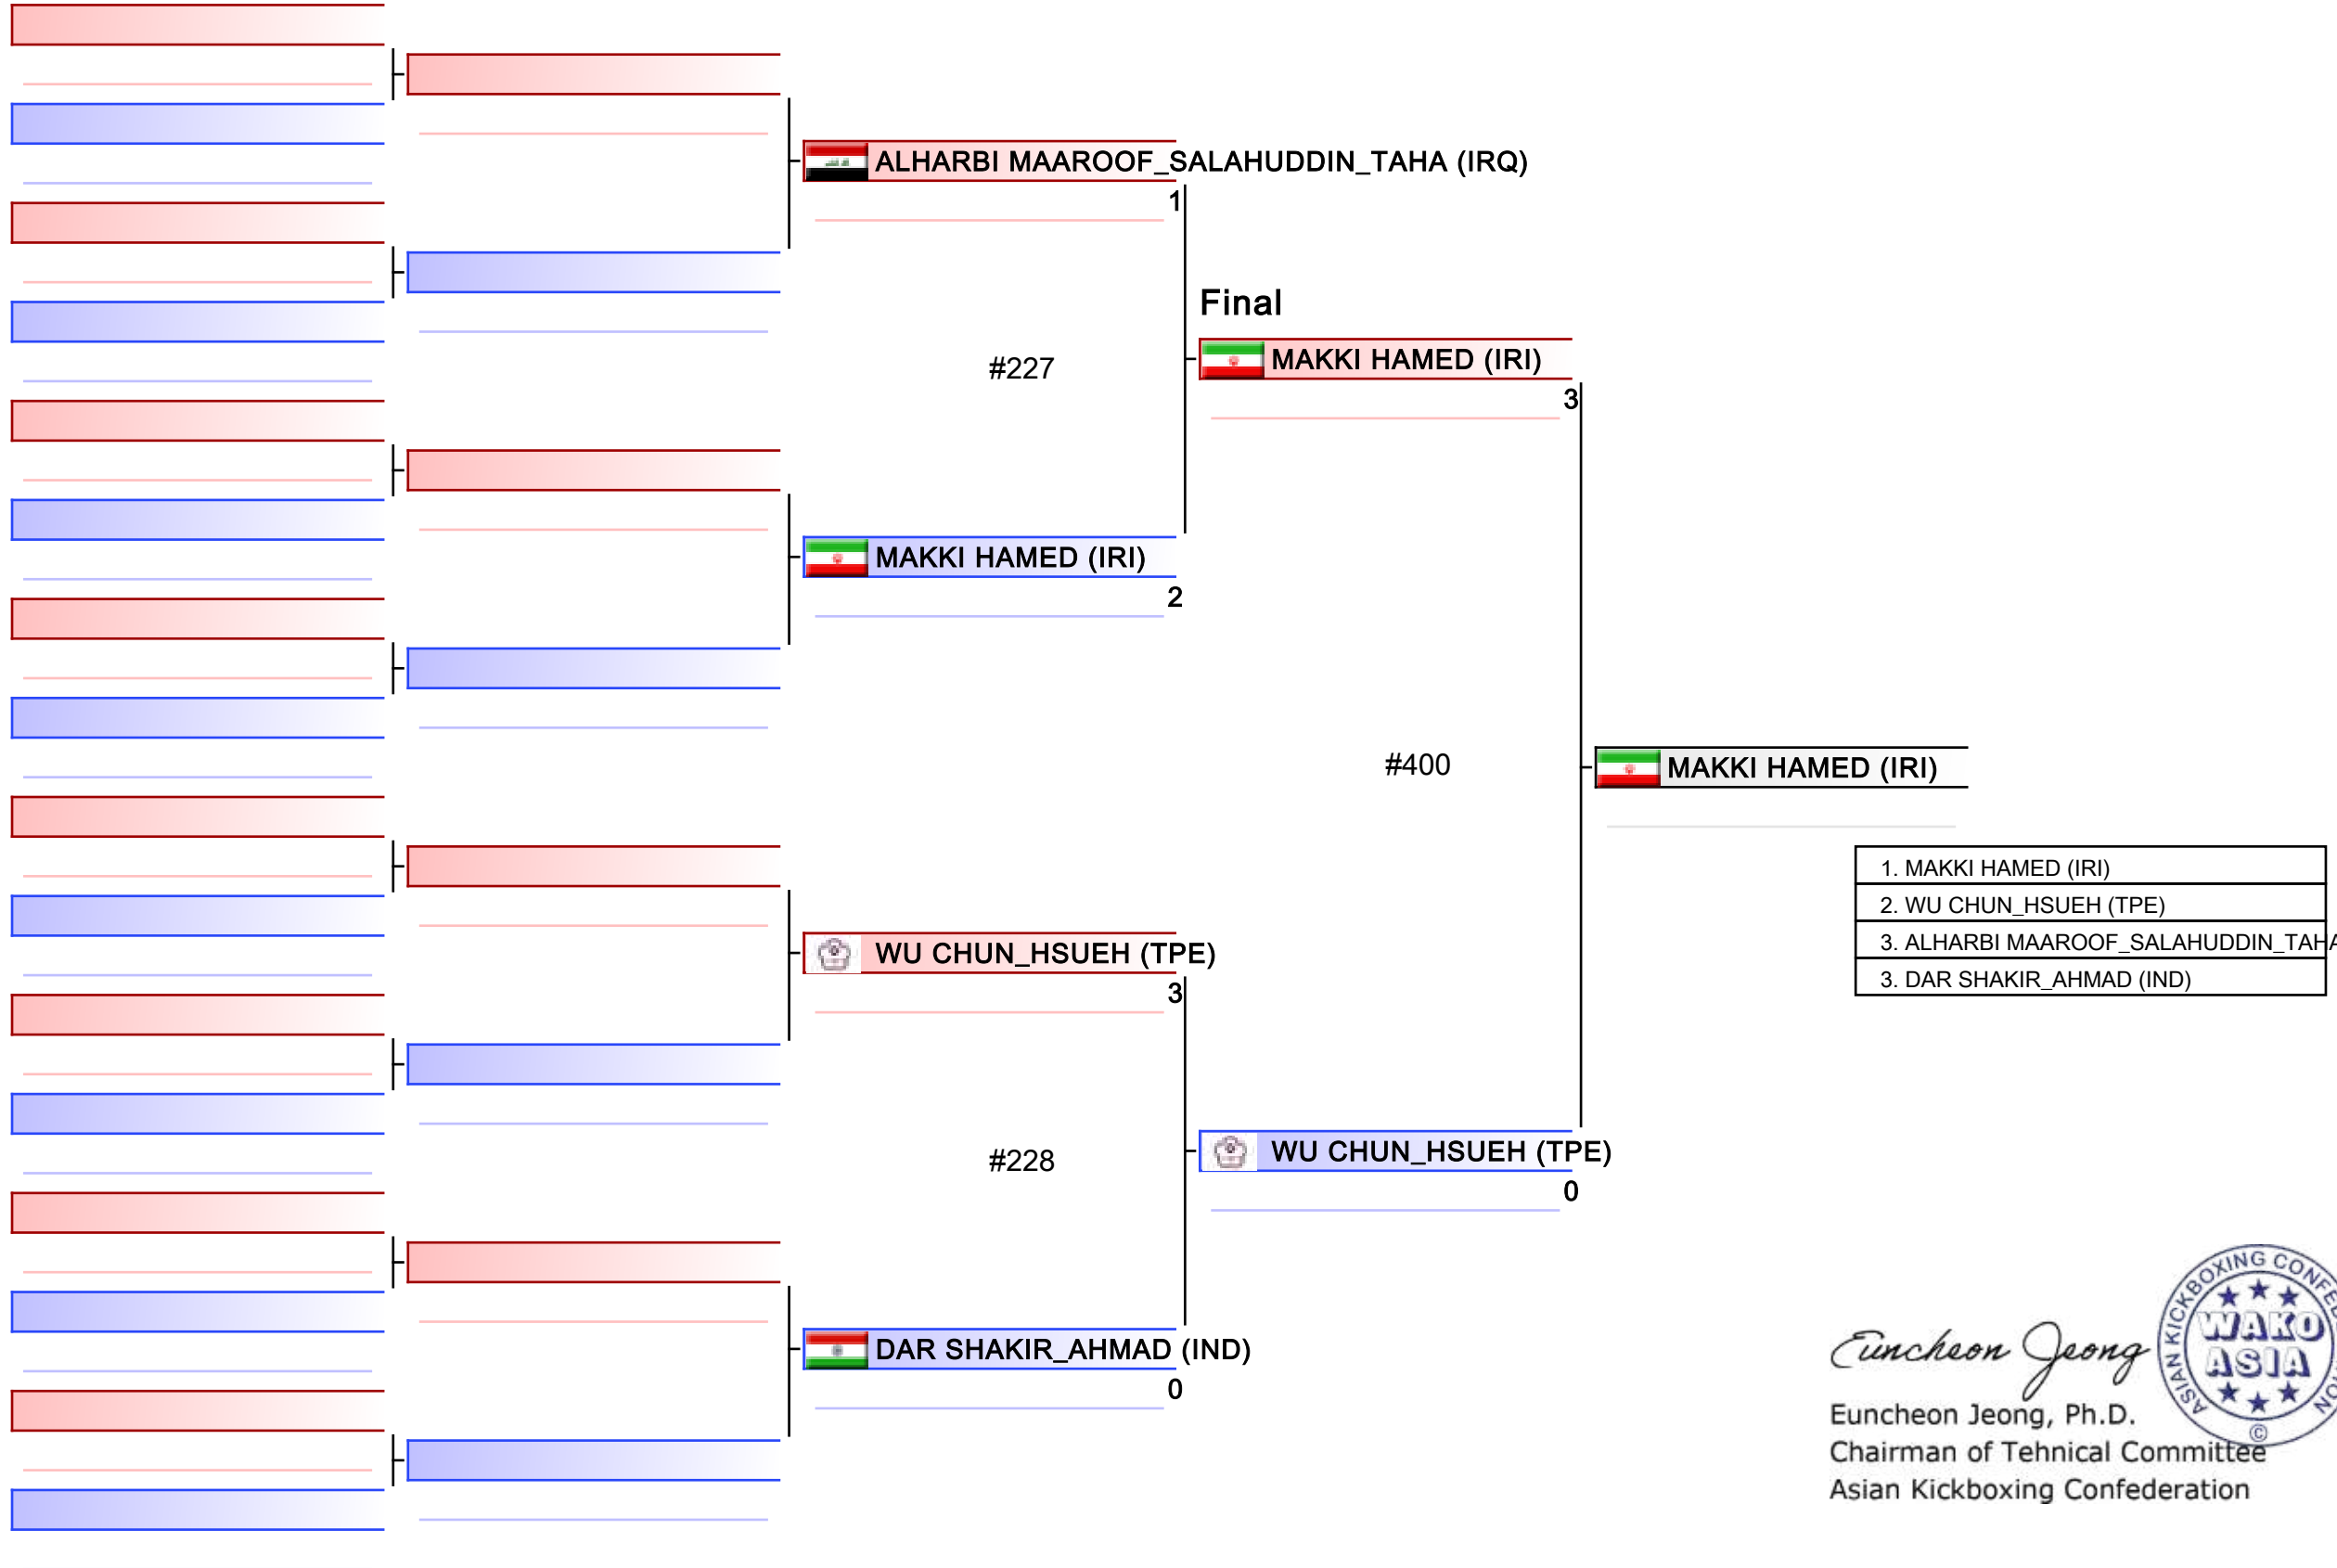 ALHARBI MAAROOF_SALAHUDDIN_TAHA (IRQ)
1
Final
#227
MAKKI HAMED (IRI)
3
MAKKI HAMED (IRI)
2
#400
MAKKI HAMED (IRI)
1. MAKKI HAMED (IRI)
2. WU CHUN_HSUEH (TPE)
3. ALHARBI MAAROOF_SALAHUDDIN_TAHA
3. DAR SHAKIR_AHMAD (IND)
WU CHUN_HSUEH (TPE)
3
#228
WU CHUN_HSUEH (TPE)
0
DAR SHAKIR_AHMAD (IND)
0
Euncheon Jeong
ASIAN KICKBOXING
WAKO
ASIA
©
Euncheon Jeong, Ph.D.
Chairman of Tehnical Committee
Asian Kickboxing Confederation